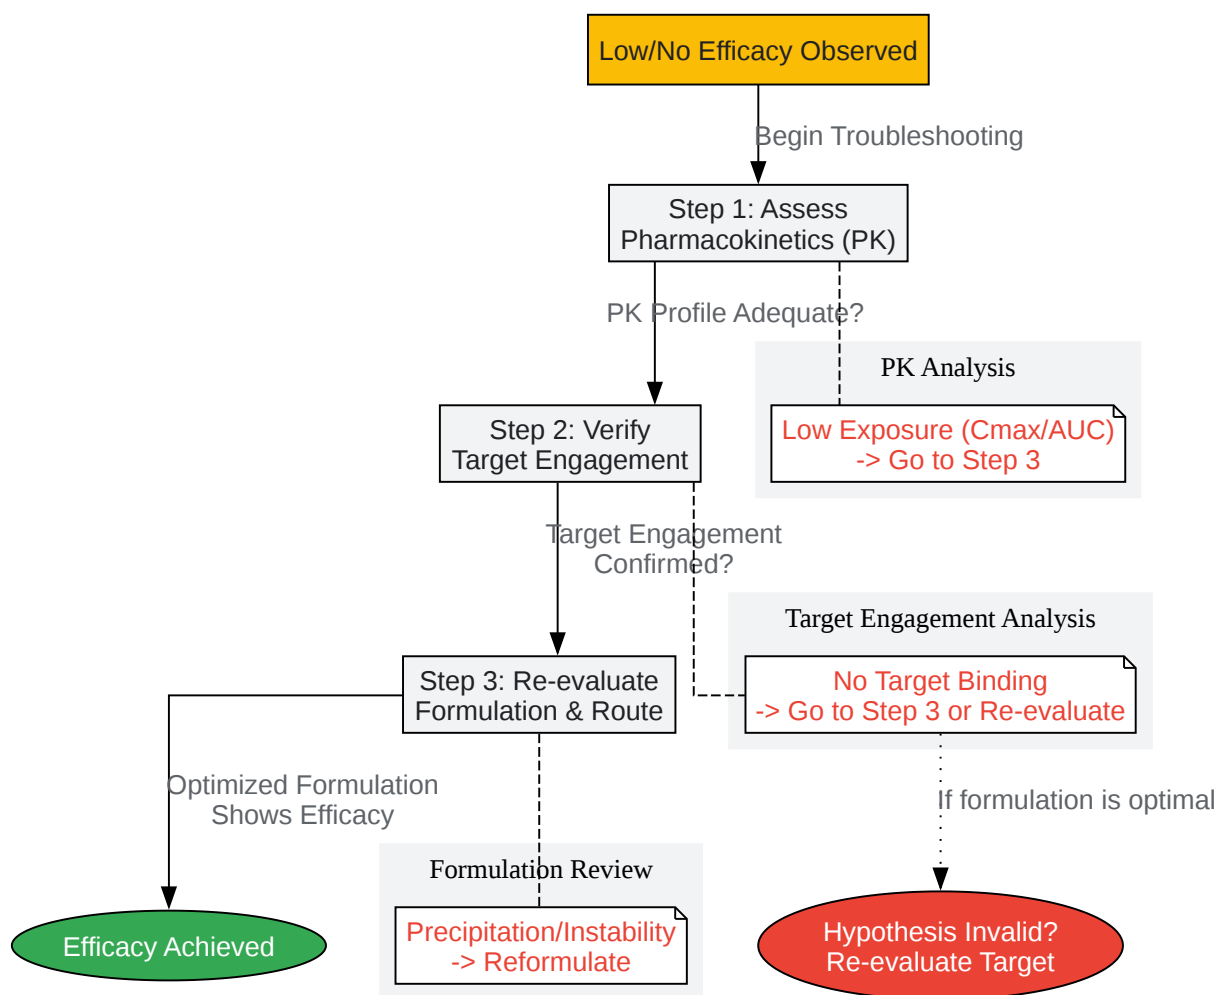 Low/No Efficacy Observed
Begin Troubleshooting
Step 1: Assess
Pharmacokinetics (PK)
PK Profile Adequate?
PK Analysis
Low Exposure (Cmax/AUC)
-> Go to Step 3
Step 2: Verify
Target Engagement
Target Engagement
Confirmed?
Target Engagement Analysis
No Target Binding
-> Go to Step 3 or Re-evaluate
Step 3: Re-evaluate
Formulation & Route
Optimized Formulation
Shows Efficacy
If formulation is optimal
Formulation Review
Precipitation/Instability
-> Reformulate
Efficacy Achieved
Hypothesis Invalid?
Re-evaluate Target